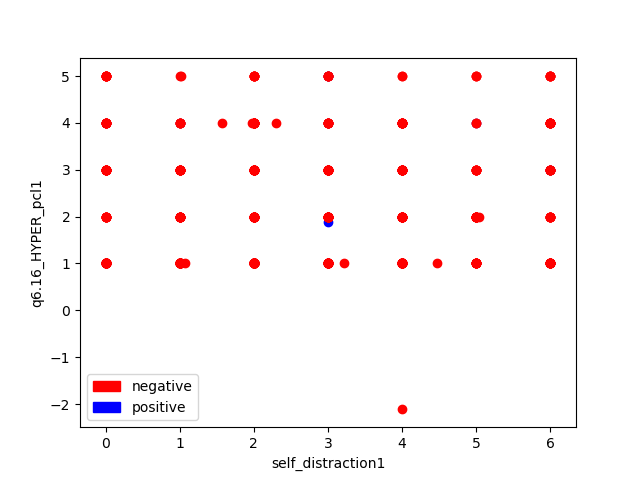 5
4
3
2
1
0
−1
−2
q6.16_HYPER_pcl1
negative
positive
0 1 2 3 4 5 6
self_distraction1